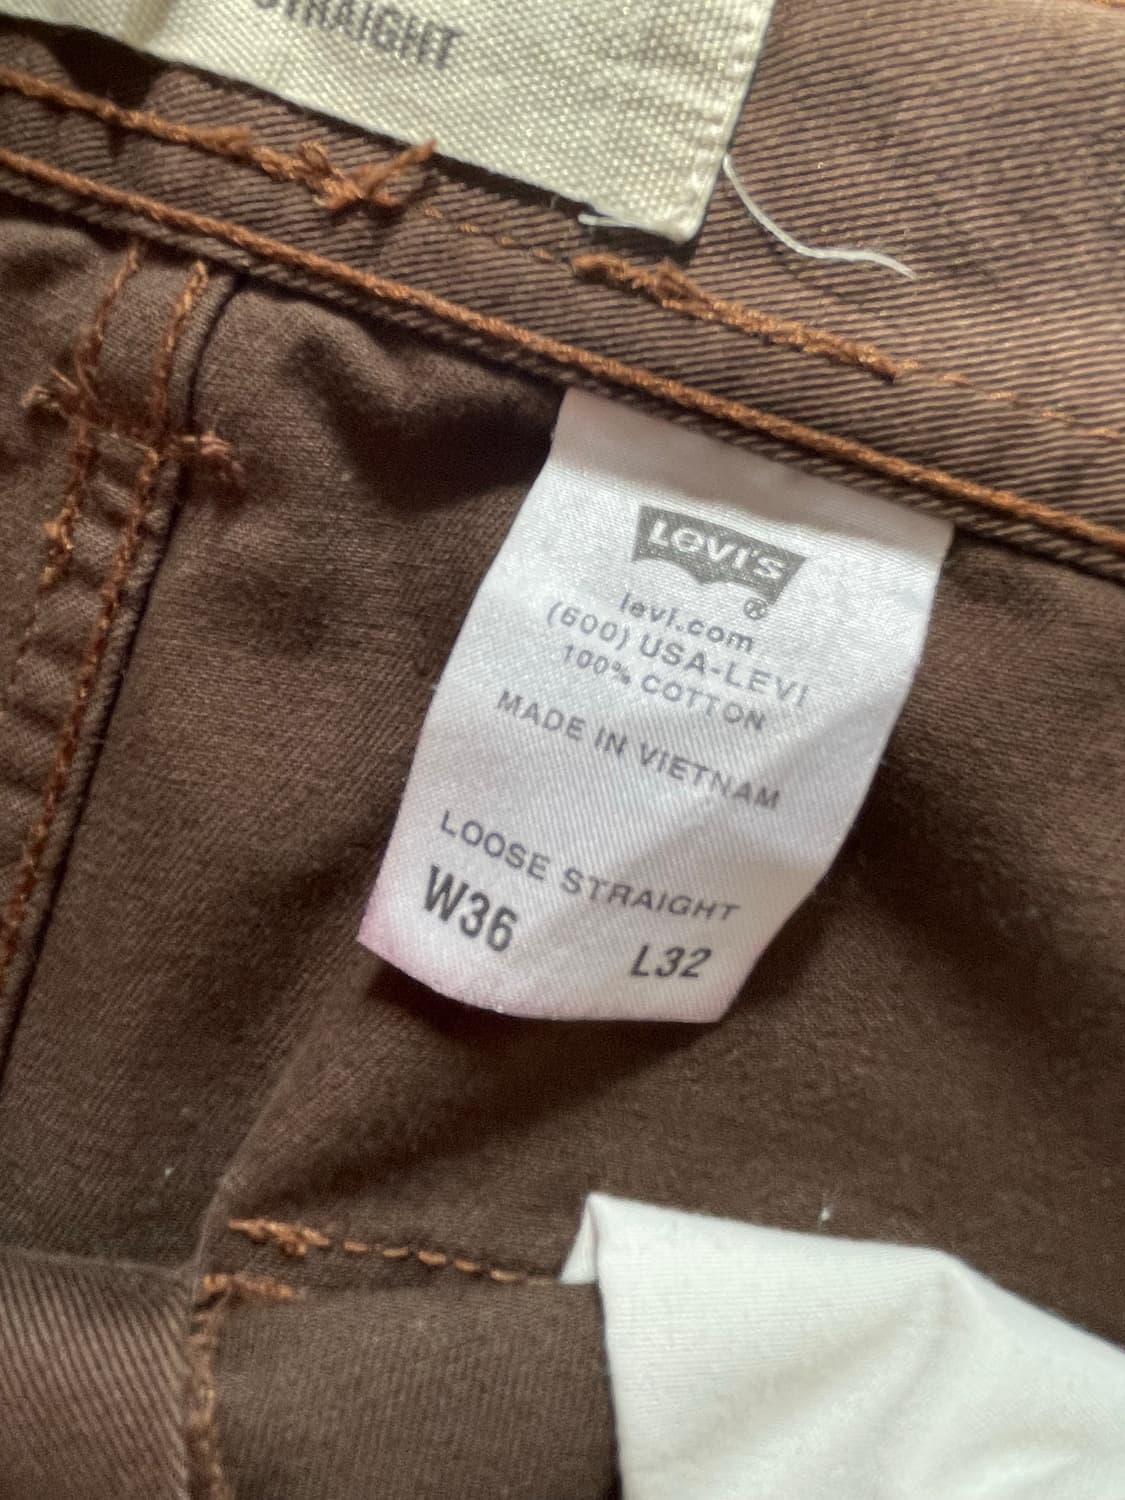 STRAIGHT
LEVI'S
®
levi.com
(600) USA-LEVI
100% COTTON
MADE IN VIETNAM
LOOSE STRAIGHT
W36 L32